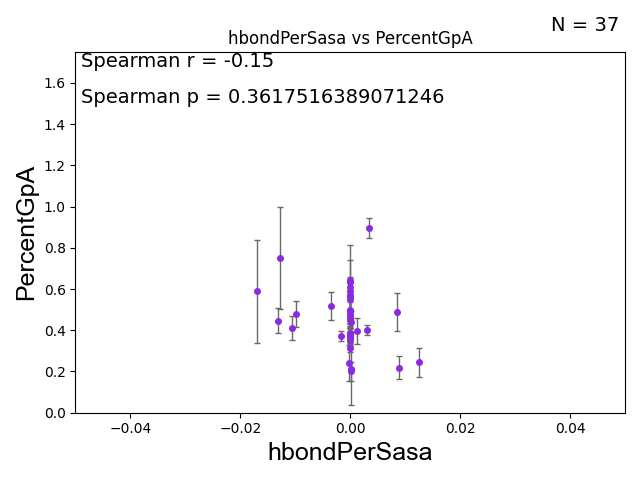 N = 37
hbondPerSasa vs PercentGpA
Spearman r = -0.15
Spearman p = 0.3617516389071246
PercentGpA
1.6
1.4
1.2
1.0
0.8
0.6
0.4
0.2
0.0
−0.04 −0.02 0.00 0.02 0.04
hbondPerSasa